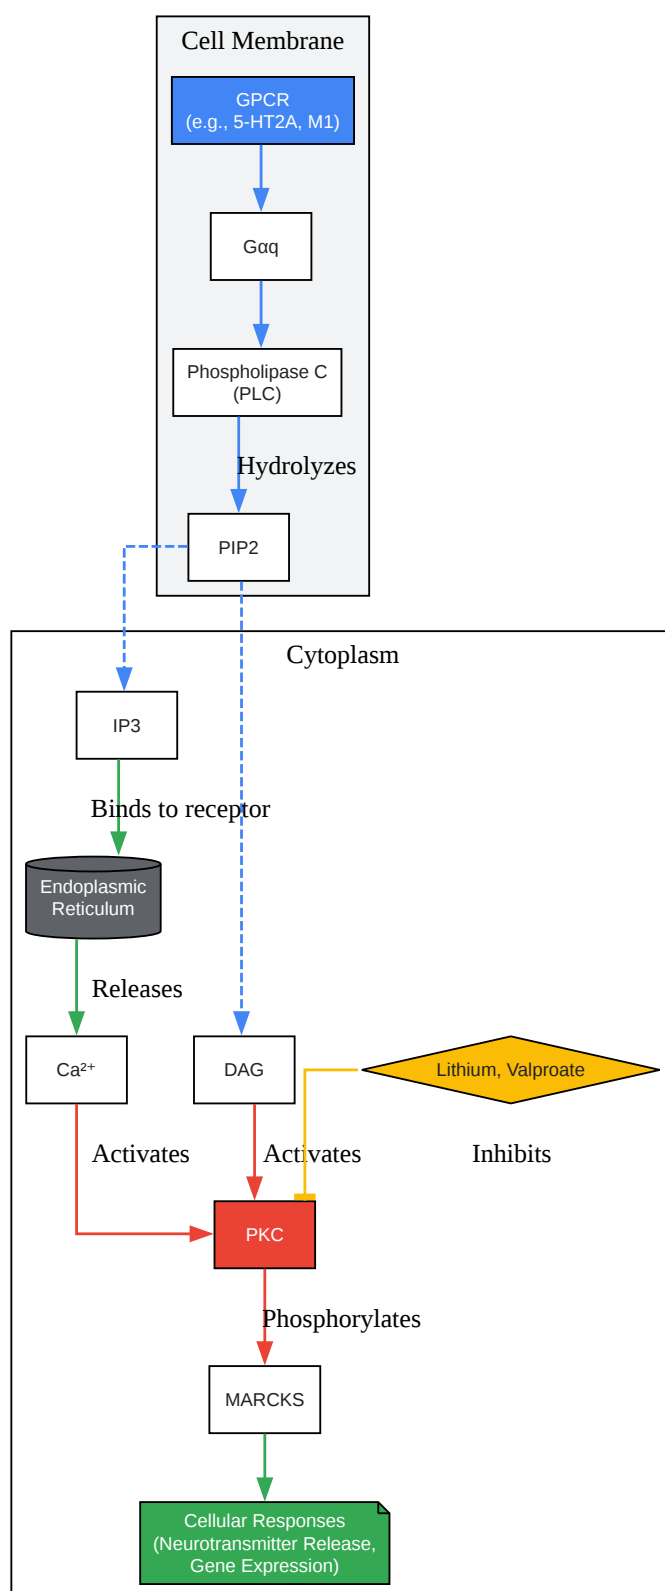 Cell Membrane
GPCR
(e.g., 5-HT2A, M1)
Gαq
Phospholipase C
(PLC)
Hydrolyzes
PIP2
Cytoplasm
IP3
Binds to receptor
Endoplasmic
Reticulum
Releases
Ca²⁺
DAG
Lithium, Valproate
Activates
Activates
Inhibits
PKC
Phosphorylates
MARCKS
Cellular Responses
(Neurotransmitter Release,
Gene Expression)